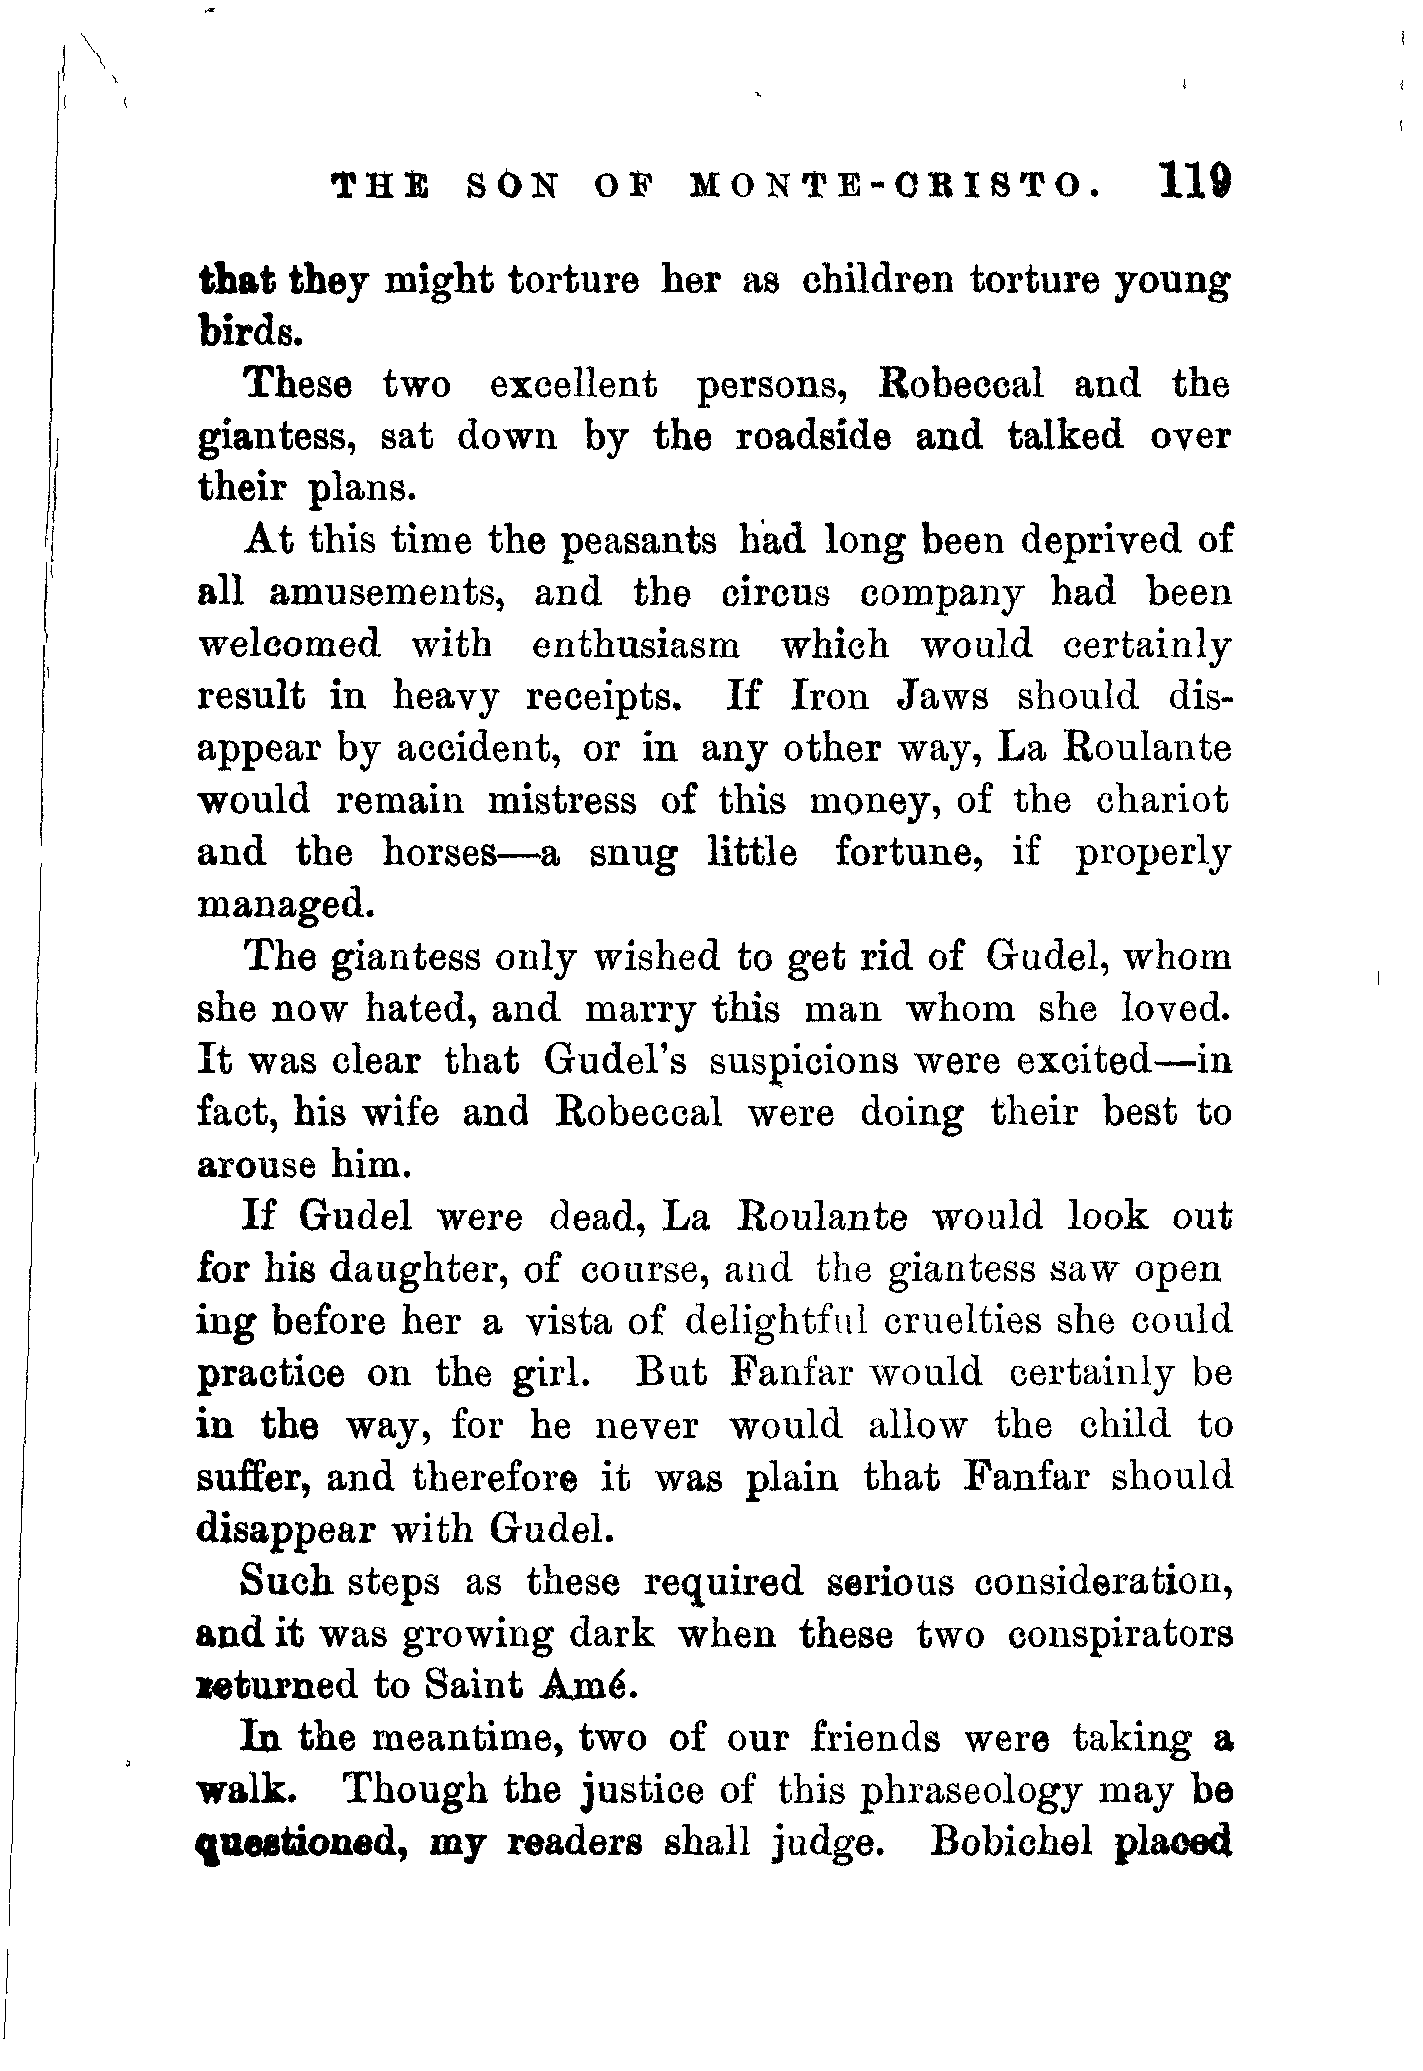 THE SON OF MONTE-CRISTO. 119
that they might torture her as children torture young
birds.
These two excellent persons, Robeccal and the
giantess, sat down by the roadside and talked over
their plans.
At this time the peasants had long been deprived of
all amusements, and the circus company had been
welcomed with enthusiasm which would certainly
result in heavy receipts. If Iron Jaws should dis-
appear by accident, or in any other way, La Roulante
would remain mistress of this money, of the chariot
and the horses—a snug little fortune, if properly
managed.
The giantess only wished to get rid of Gudel, whom
she now hated, and marry this man whom she loved.
It was clear that Gudel's suspicions were excited—in
fact, his wife and Robeccal were doing their best to
arouse him.
If Gudel were dead, La Roulante would look out
for his daughter, of course, and the giantess saw open
ing before her a vista of delightful cruelties she could
practice on the girl. But Fanfar would certainly be
in the way, for he never would allow the child to
suffer, and therefore it was plain that Fanfar should
disappear with Gudel.
Such steps as these required serious consideration,
and it was growing dark when these two conspirators
returned to Saint Amé.
In the meantime, two of our friends were taking a
walk. Though the justice of this phraseology may be
questioned, my readers shall judge. Bobichel placed